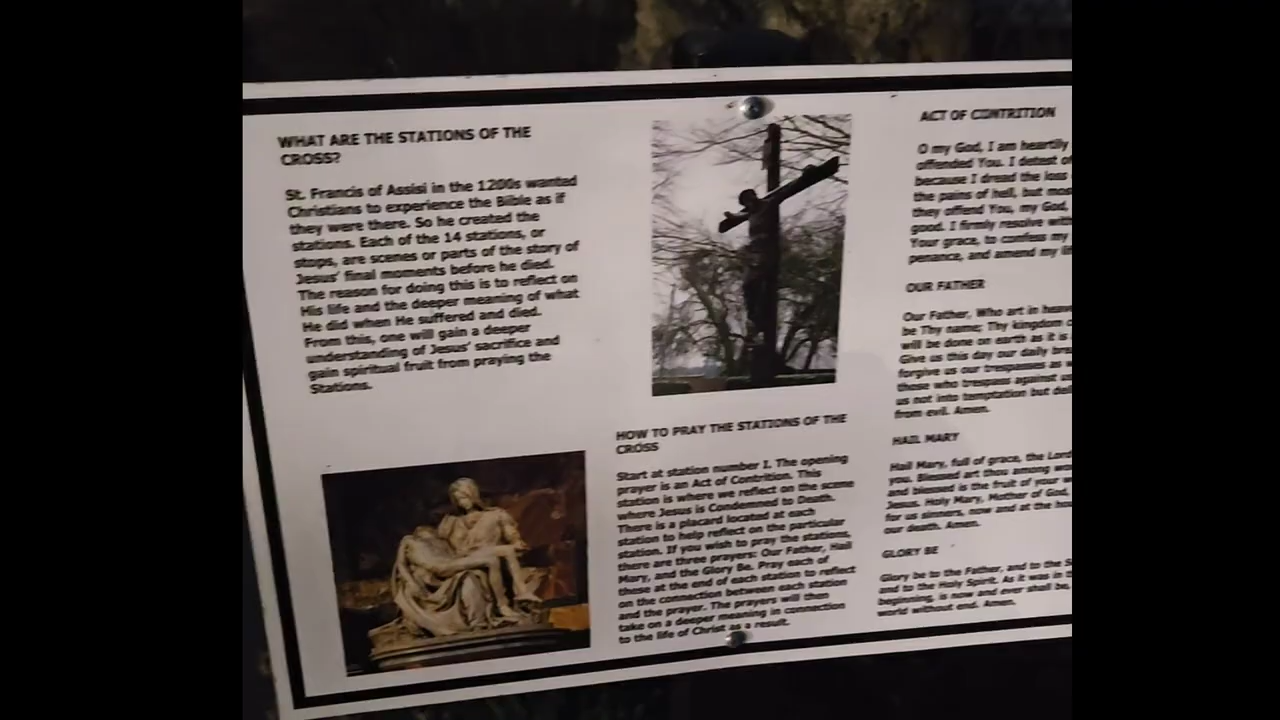 WHAT ARE THE STATIONS OF THE
CROSS?
St. Francis of Assisi in the 1200s wanted
Christians to experience the Bible as if
they were there. So he created the
stations. Each of the 14 stations, or
stops, are scenes or parts of the story of
Jesus' final moments before he died.
The reason for doing this is to reflect on
His life and the deeper meaning of what
He did when He suffered and died.
From this, one will gain a deeper
understanding of Jesus' sacrifice and
gain spiritual fruit from praying the
Stations.
HOW TO PRAY THE STATIONS OF THE
CROSS
Start at station number I. The opening
prayer is an Act of Contrition. This
station is where we reflect on the scene
where Jesus is Condemned to Death.
There is a placard located at each
station to help reflect on the particular
station. If you wish to pray the stations,
there are three prayers: Our Father, Hail
Mary, and the Glory Be. Pray each of
those at the end of each station to reflect
on the connection between each station
and the prayer. The prayers will then
take on a deeper meaning in connection
to the life of Christ as a result.
ACT OF CONTRITION
O my God, I am heartily
offended You. I detest
because I dread the loss
the pains of hell, but
they offend You, my God,
good. I firmly resolve
Your grace, to confess my
penance, and amend my
OUR FATHER
Our Father, Who art in
be Thy name; Thy kingdom
will be done on earth as it is
Give us this day our daily
forgive us our trespasses as
those who trespass against
us not into temptation but
from evil. Amen.
HAIL MARY
Hail Mary, full of grace, the Lord
you. Blessed art thou among
and blessed is the fruit of your
Jesus. Holy Mary, Mother of God,
for us sinners, now and at the
our death. Amen.
GLORY BE
Glory be to the Father, and to the
and to the Holy Spirit. As it was in
beginning, is now and ever shall be,
world without end. Amen.